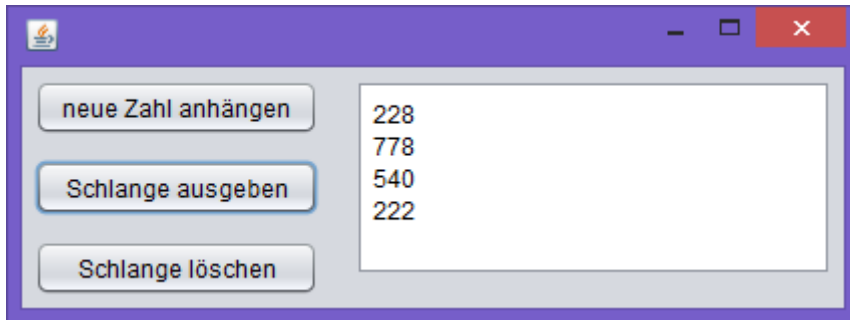 neue Zahl anhängen
Schlange ausgeben
Schlange löschen
228
778
540
222